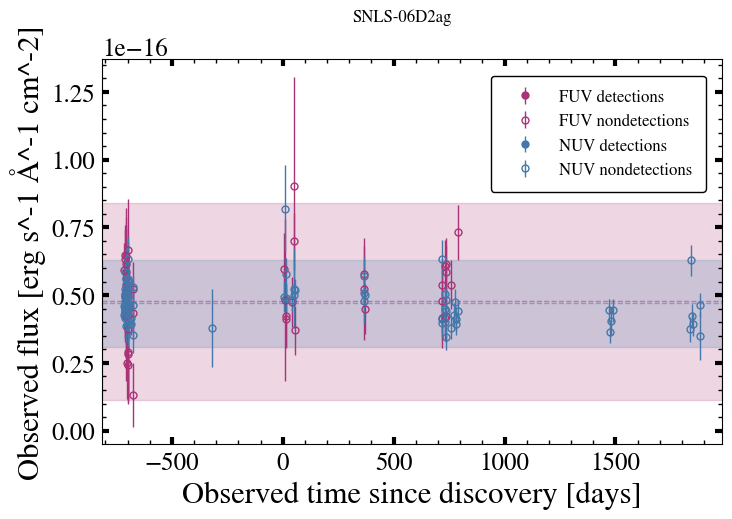 SNLS-06D2ag
1e−16
Observed flux [erg s^-1 Å^-1 cm^-2]
1.25
1.00
0.75
0.50
0.25
0.00
FUV detections
FUV nondetections
NUV detections
NUV nondetections
−500
0
500
1000
1500
Observed time since discovery [days]